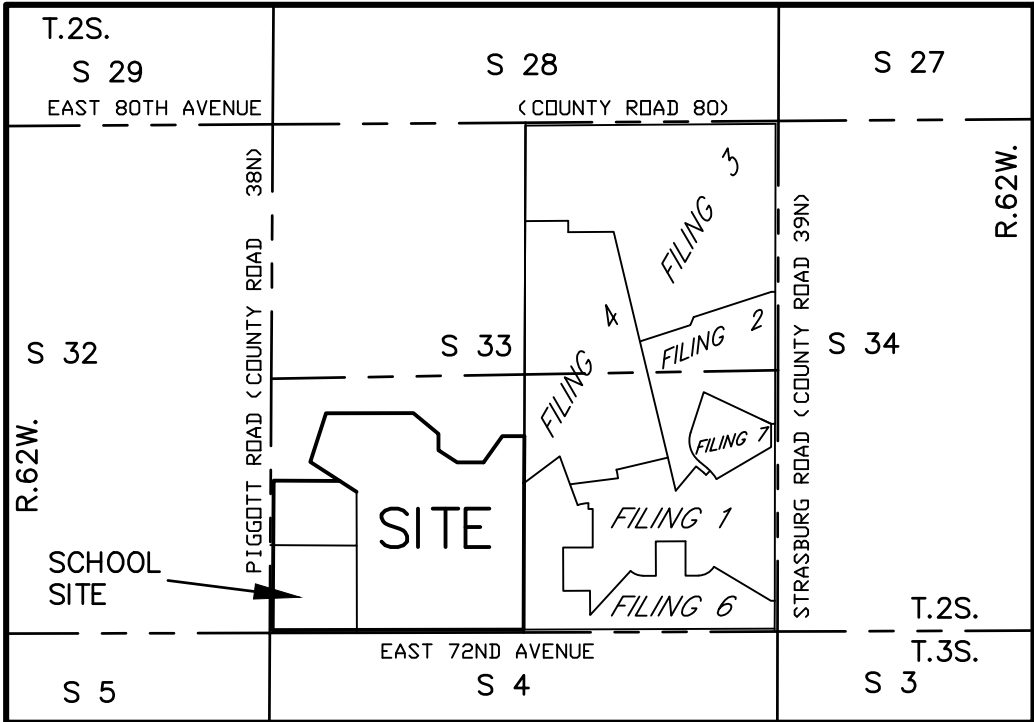 T.2S.
S 29
S 28
S 27
EAST 80TH AVENUE
(COUNTY ROAD 80)
R.62W.
PIGGOTT ROAD (COUNTY ROAD 38N)
FILING 3
STRASBURG ROAD (COUNTY ROAD 39N)
S 32
S 33
FILING 4
FILING 2
S 34
R.62W.
FILING 7
SITE
FILING 1
SCHOOL
SITE
FILING 6
T.2S.
EAST 72ND AVENUE
T.3S.
S 5
S 4
S 3